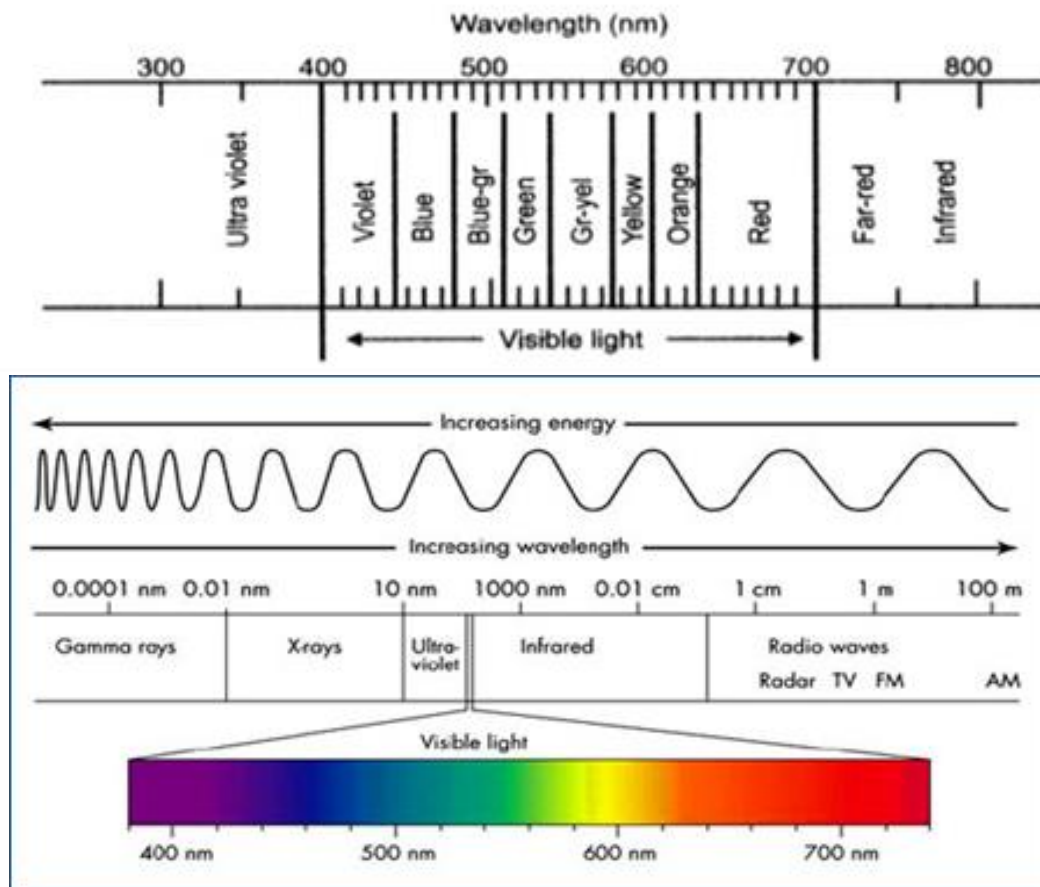 Wavelength (nm)
300 400 500 600 700 800
Ultra violet
Violet
Blue
Blue-gr
Green
Gr-yel
Yellow
Orange
Red
Far-red
Infrared
Visible light
Increasing energy
Increasing wavelength
0.0001 nm 0.01 nm 10 nm 1000 nm 0.01 cm 1 cm 1 m 100 m
Gamma rays X-rays Ultra- Infrared Radio waves
violet
Radar TV FM AM
Visible light
400 nm 500 nm 600 nm 700 nm